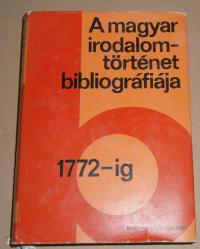 A magyar
irodalom-
történet
bibliográfiája
1772-ig